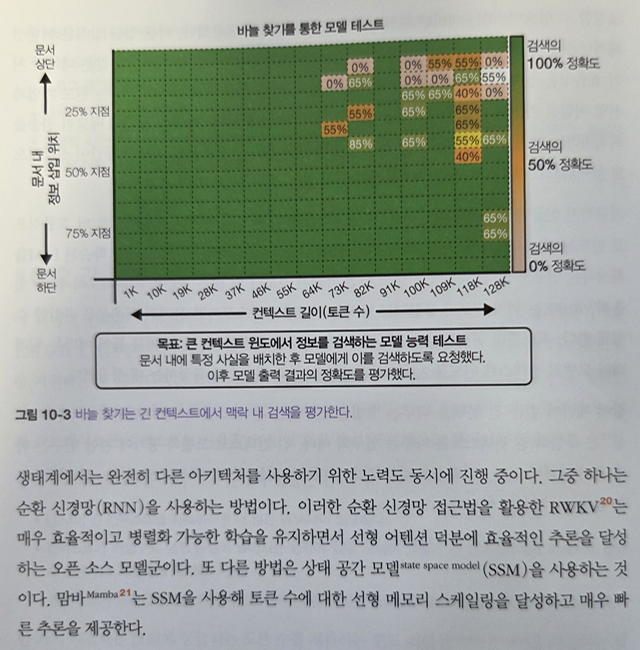 바늘 찾기를 통한 모델 테스트
문서
상단
25% 지점
50% 지점
75% 지점
문서
하단
문서 내
정보 삽입 위치
0% 0% 55% 55% 0%
0% 65% 0% 0% 65% 55%
65% 65% 40% 0%
55% 65%
55% 65%
85% 65% 55% 65%
40%
65%
65%
검색의
100% 정확도
검색의
50% 정확도
검색의
0% 정확도
1K 10K 19K 28K 37K 46K 55K 64K 73K 82K 91K 100K 109K 118K 128K
컨텍스트 길이(토큰 수)
목표: 큰 컨텍스트 윈도에서 정보를 검색하는 모델 능력 테스트
문서 내에 특정 사실을 배치한 후 모델에게 이를 검색하도록 요청했다.
이후 모델 출력 결과의 정확도를 평가했다.
그림 10-3 바늘 찾기는 긴 컨텍스트에서 맥락 내 검색을 평가한다.
생태계에서는 완전히 다른 아키텍처를 사용하기 위한 노력도 동시에 진행 중이다. 그중 하나는
순환 신경망(RNN)을 사용하는 방법이다. 이러한 순환 신경망 접근법을 활용한 RWKV20는
매우 효율적이고 병렬화 가능한 학습을 유지하면서 선형 어텐션 덕분에 효율적인 추론을 달성
하는 오픈 소스 모델군이다. 또 다른 방법은 상태 공간 모델state space model(SSM)을 사용하는 것
이다. 맘바Mamba21는 SSM을 사용해 토큰 수에 대한 선형 메모리 스케일링을 달성하고 매우 빠
른 추론을 제공한다.